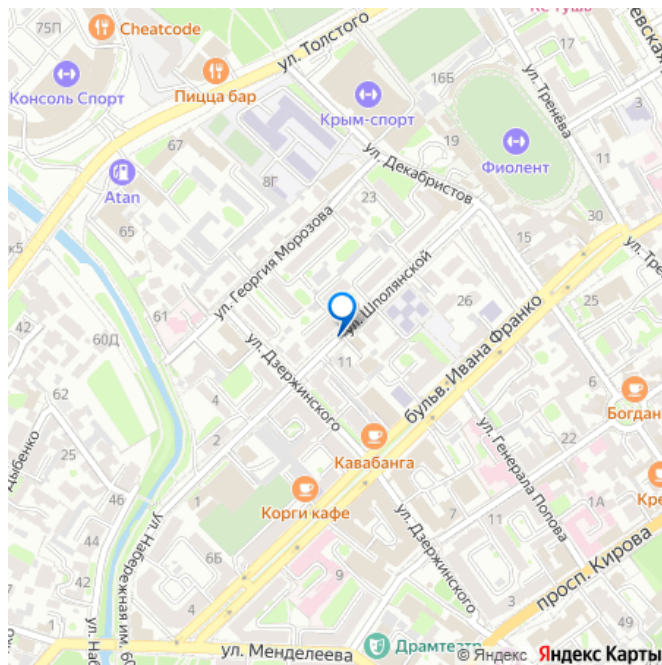 75П
Cheatcode
Консоль Спорт
Пицца бар
ул. Толстого
16Б
17
ул. Тренёва
3
Крым-спорт
19
Фиолент
11
67
8Г
Atan
ул. Декабристов
23
65
30
15
ул. Георгия Морозова
ул. Шполянской
26
42
60Д
61
ул. Дзержинского
11
бульв. Ивана Франко
4
2
Кавабанга
Богдан
22
ул. Генерала Попова
Дыбенко
25
46
44
42
1
Корги кафе
ул. Набережная им. 60
6Б
ул. Дзержинского
7
11
1А
9
просп. Кирова
49
ул. Менделеева
Драмтеатр
© Яндекс
Яндекс Карты